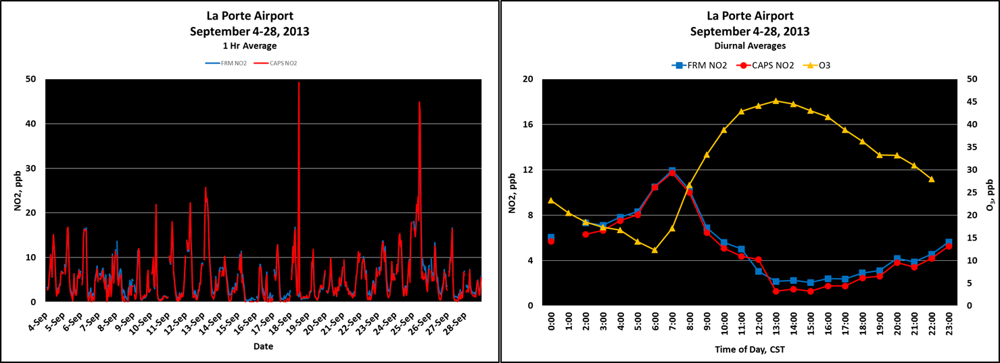 La Porte Airport
September 4-28, 2013
1 Hr Average
FRM NO2
CAPS NO2
50
40
30
20
10
0
NO2, ppb
4-Sep
5-Sep
6-Sep
7-Sep
8-Sep
9-Sep
10-Sep
11-Sep
12-Sep
13-Sep
14-Sep
15-Sep
16-Sep
17-Sep
18-Sep
19-Sep
20-Sep
21-Sep
22-Sep
23-Sep
24-Sep
25-Sep
26-Sep
27-Sep
28-Sep
Date
La Porte Airport
September 4-28, 2013
Diurnal Averages
FRM NO2
CAPS NO2
O3
20
16
12
8
4
0
NO2, ppb
50
45
40
35
30
25
20
15
10
5
0
O3, ppb
0:00
1:00
2:00
3:00
4:00
5:00
6:00
7:00
8:00
9:00
10:00
11:00
12:00
13:00
14:00
15:00
16:00
17:00
18:00
19:00
20:00
21:00
22:00
23:00
Time of Day, CST